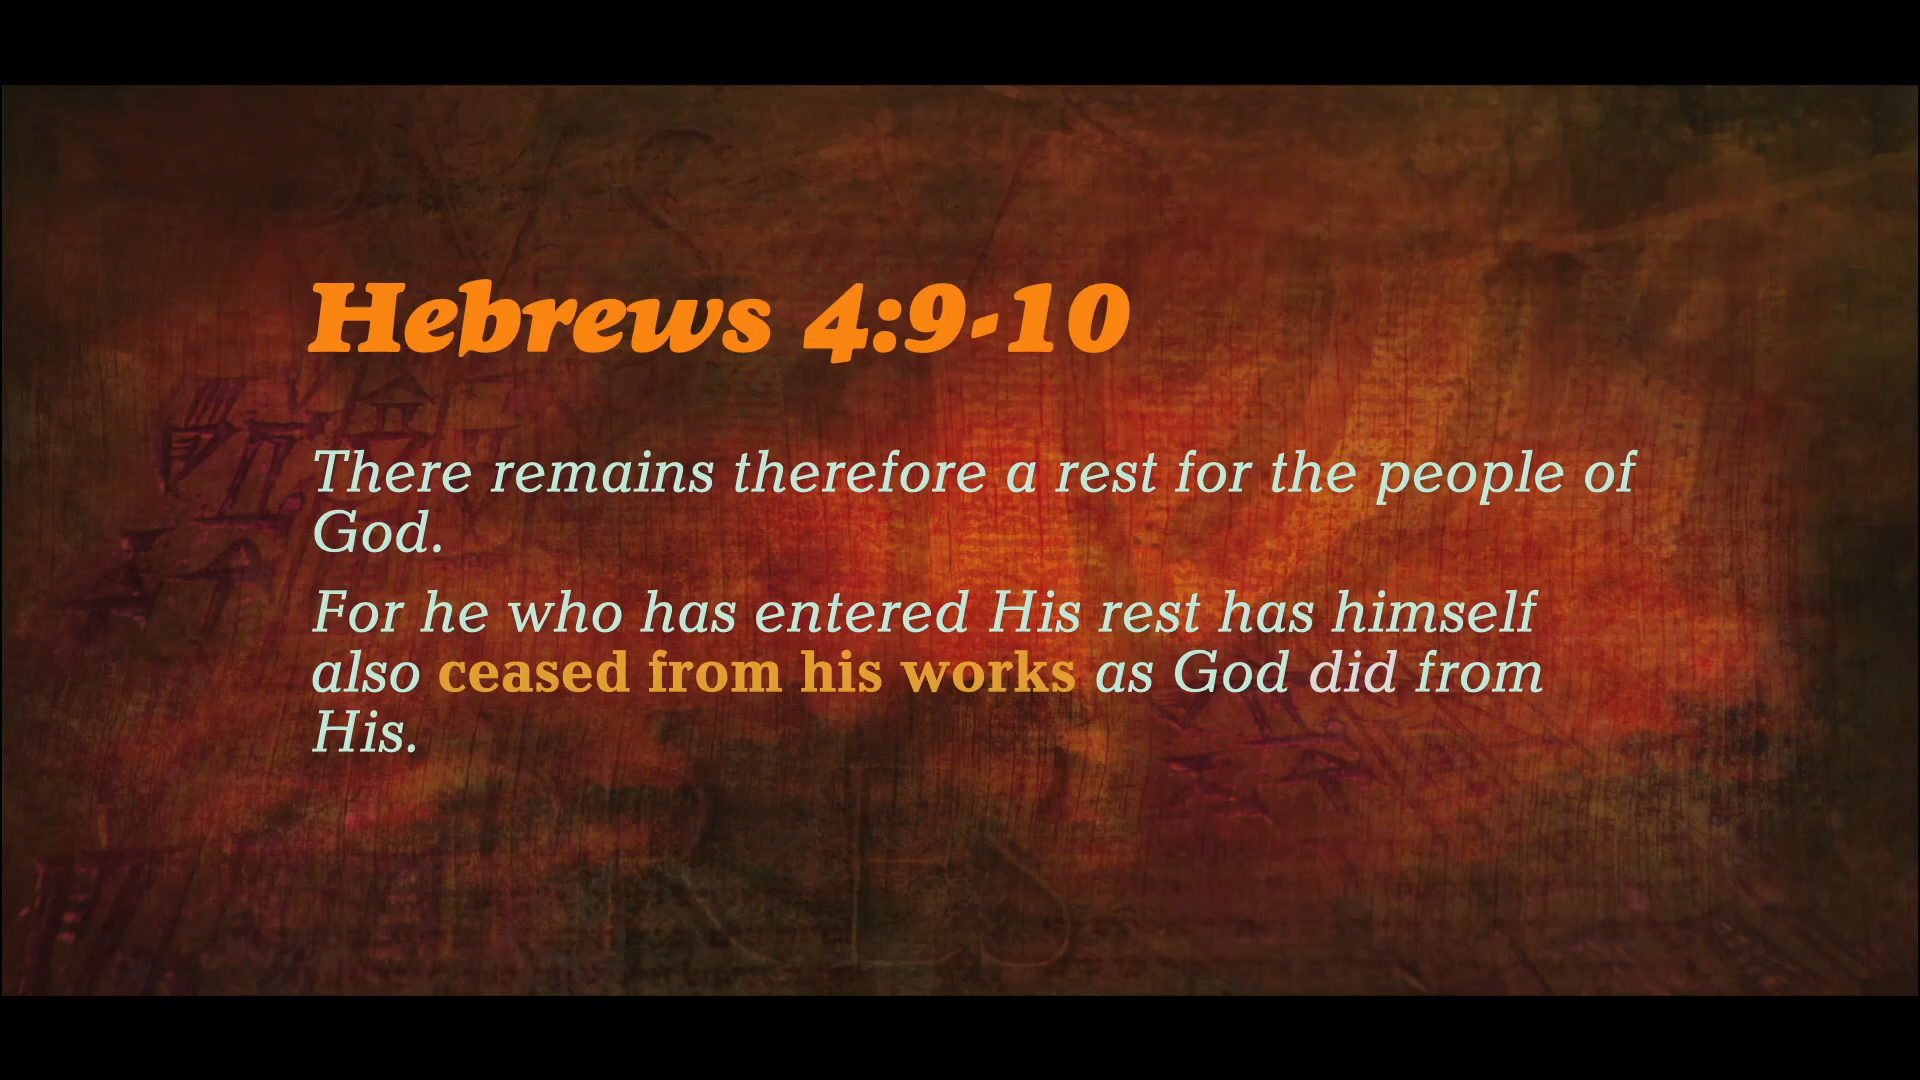 Hebrews 4:9-10
There remains therefore a rest for the people of
God.
For he who has entered His rest has himself
also ceased from his works as God did from
His.